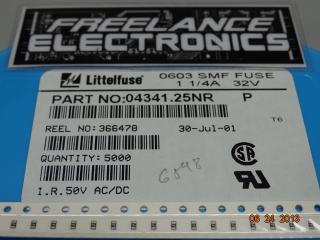 FREELANCE
ELECTRONICS
Littelfuse
0603 SMF FUSE
1 1/4A 32V
PART NO:04341.25NR P
T6
REEL NO:366478 30-Jul-01
QUANTITY:5000
6898
I.R.50V AC/DC
06 24 2013